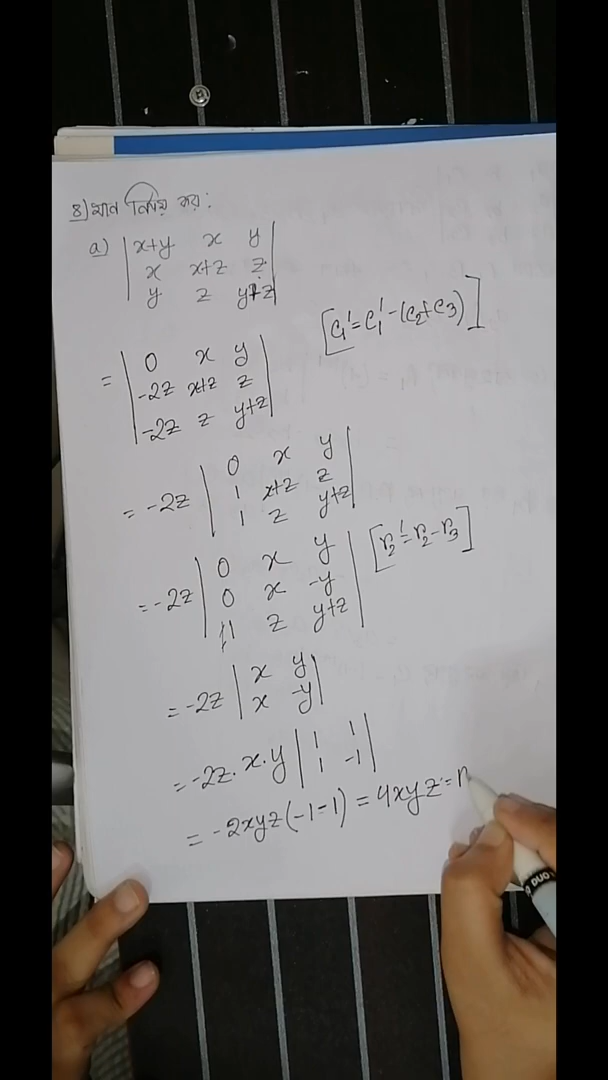 ৪) মান নির্ণয় কর:
a) | x+y x y |
| x x+z z |
| y z y+z |
[c₁' = c₁' - (c₂+c₃)]
= | 0 x y |
| -2z x+z z |
| -2z z y+z |
= -2z | 0 x y |
| 1 x+z z |
| 1 z y+z |
= -2z | 0 x y | [r₂' = r₂ - r₃]
| 0 x -y |
| 1 z y+z |
= -2z | x y |
| x -y |
= -2z. x. y | 1 1 |
| 1 -1 |
= -2xyz (-1-1) = 4xyz =